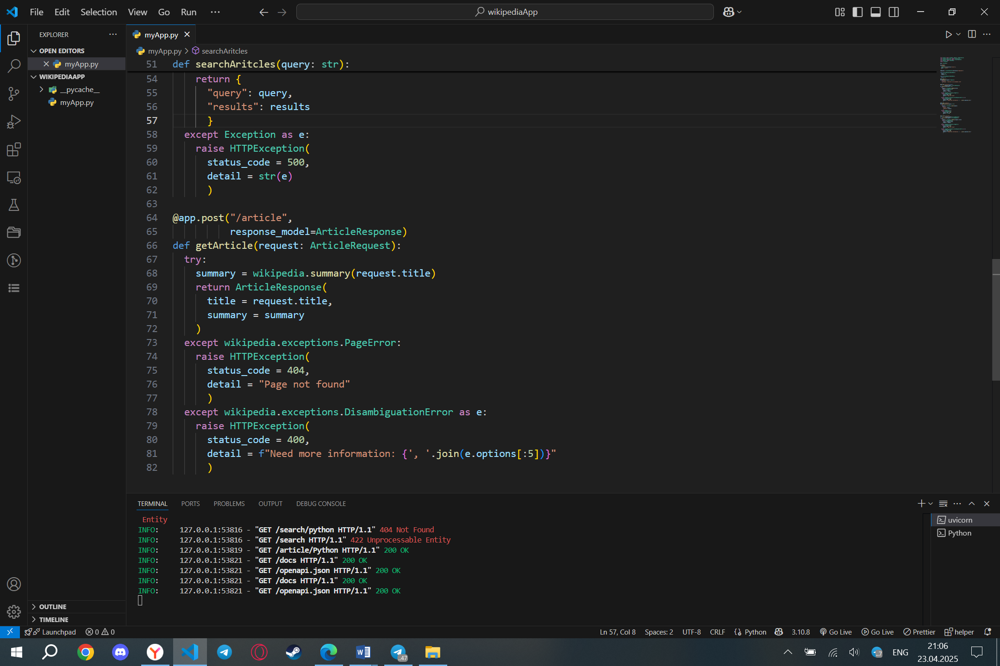 File Edit Selection View Go Run ··· wikipediaApp
EXPLORER ···
OPEN EDITORS
myApp.py
WIKIPEDIAAPP
__pycache__
myApp.py
myApp.py
myApp.py > searchAritcles
51 def searchAritcles(query: str):
54 return {
55 "query": query,
56 "results": results
57 }
58 except Exception as e:
59 raise HTTPException(
60 status_code = 500,
61 detail = str(e)
62 )
63
64 @app.post("/article",
65 response_model=ArticleResponse)
66 def getArticle(request: ArticleRequest):
67 try:
68 summary = wikipedia.summary(request.title)
69 return ArticleResponse(
70 title = request.title,
71 summary = summary
72 )
73 except wikipedia.exceptions.PageError:
74 raise HTTPException(
75 status_code = 404,
76 detail = "Page not found"
77 )
78 except wikipedia.exceptions.DisambiguationError as e:
79 raise HTTPException(
80 status_code = 400,
81 detail = f"Need more information: {', '.join(e.options[:5])}"
82 )
TERMINAL PORTS PROBLEMS OUTPUT DEBUG CONSOLE
Entity
INFO: 127.0.0.1:53816 - "GET /search/python HTTP/1.1" 404 Not Found
INFO: 127.0.0.1:53816 - "GET /search HTTP/1.1" 422 Unprocessable Entity
INFO: 127.0.0.1:53819 - "GET /article/Python HTTP/1.1" 200 OK
INFO: 127.0.0.1:53821 - "GET /docs HTTP/1.1" 200 OK
INFO: 127.0.0.1:53821 - "GET /openapi.json HTTP/1.1" 200 OK
INFO: 127.0.0.1:53821 - "GET /docs HTTP/1.1" 200 OK
INFO: 127.0.0.1:53821 - "GET /openapi.json HTTP/1.1" 200 OK
uvicorn
Python
OUTLINE
TIMELINE
Launchpad 0 0 Ln 57, Col 8 Spaces: 2 UTF-8 CRLF Python 3.10.8 Go Live Go Live Prettier helper
..47 ..7 ENG 21:06
23.04.2025